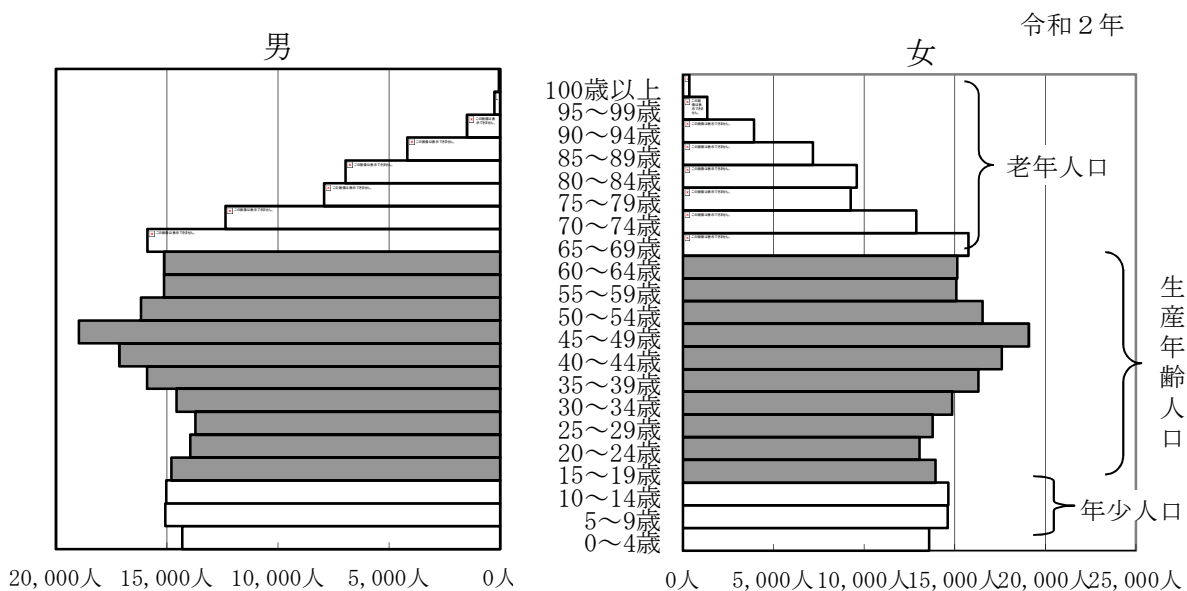 令和２年
男
女
100歳以上
95～99歳
90～94歳
85～89歳
80～84歳
75～79歳
70～74歳
65～69歳
60～64歳
55～59歳
50～54歳
45～49歳
40～44歳
35～39歳
30～34歳
25～29歳
20～24歳
15～19歳
10～14歳
5～9歳
0～4歳
老年人口
生産年齢人口
年少人口
20,000人 15,000人 10,000人 5,000人 0人
0人 5,000人 10,000人 15,000人 20,000人 25,000人